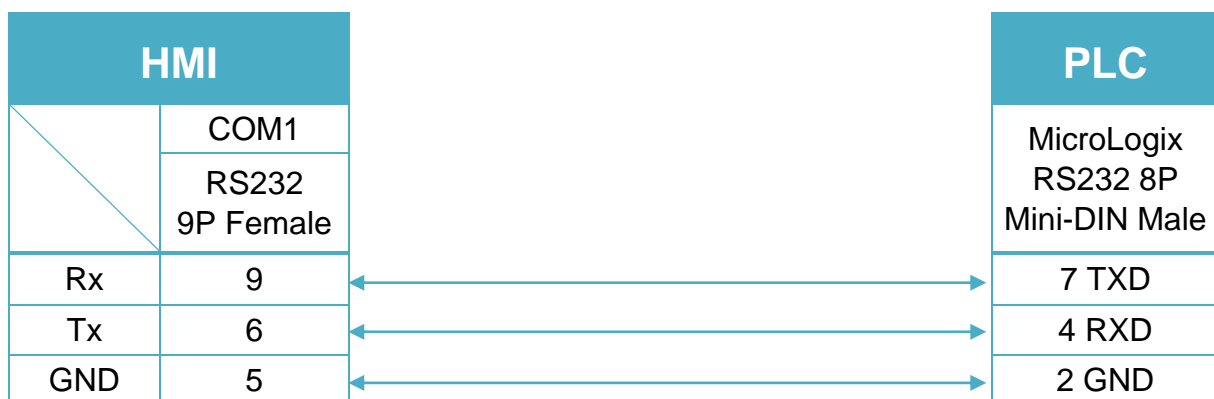 HMI
PLC
COM1
RS232
9P Female
MicroLogix
RS232 8P
Mini-DIN Male
Rx 9 7 TXD
Tx 6 4 RXD
GND 5 2 GND